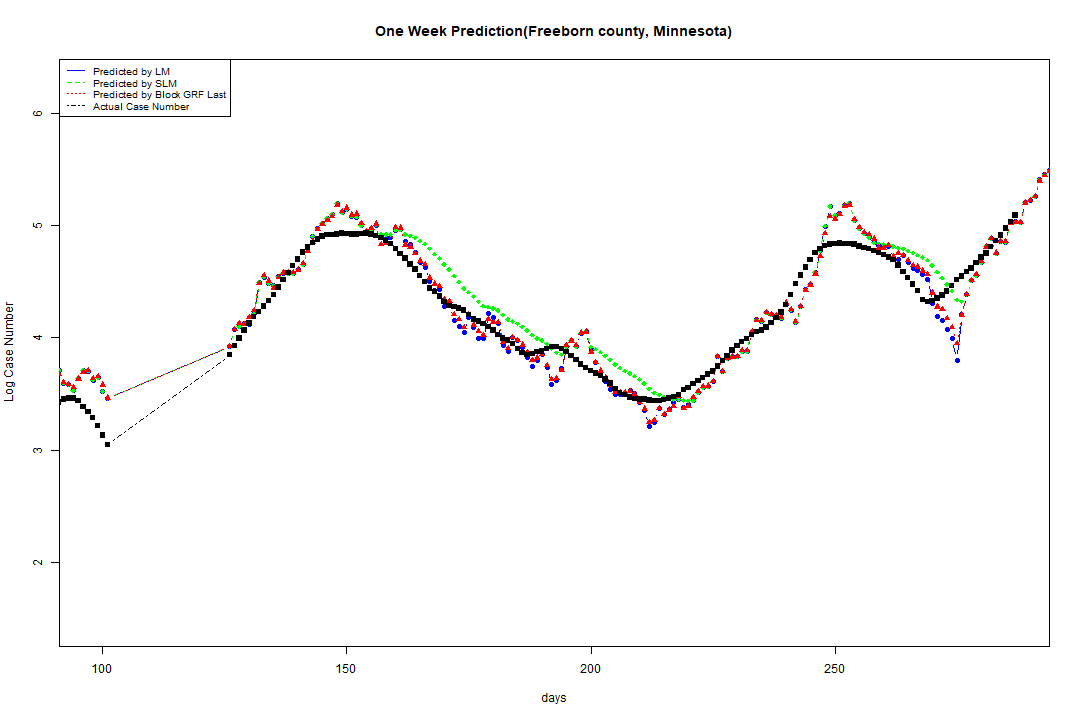 One Week Prediction(Freeborn county, Minnesota)
Predicted by LM
Predicted by SLM
Predicted by Block GRF Last
Actual Case Number
6
5
4
3
2
Log Case Number
100 150 200 250
days